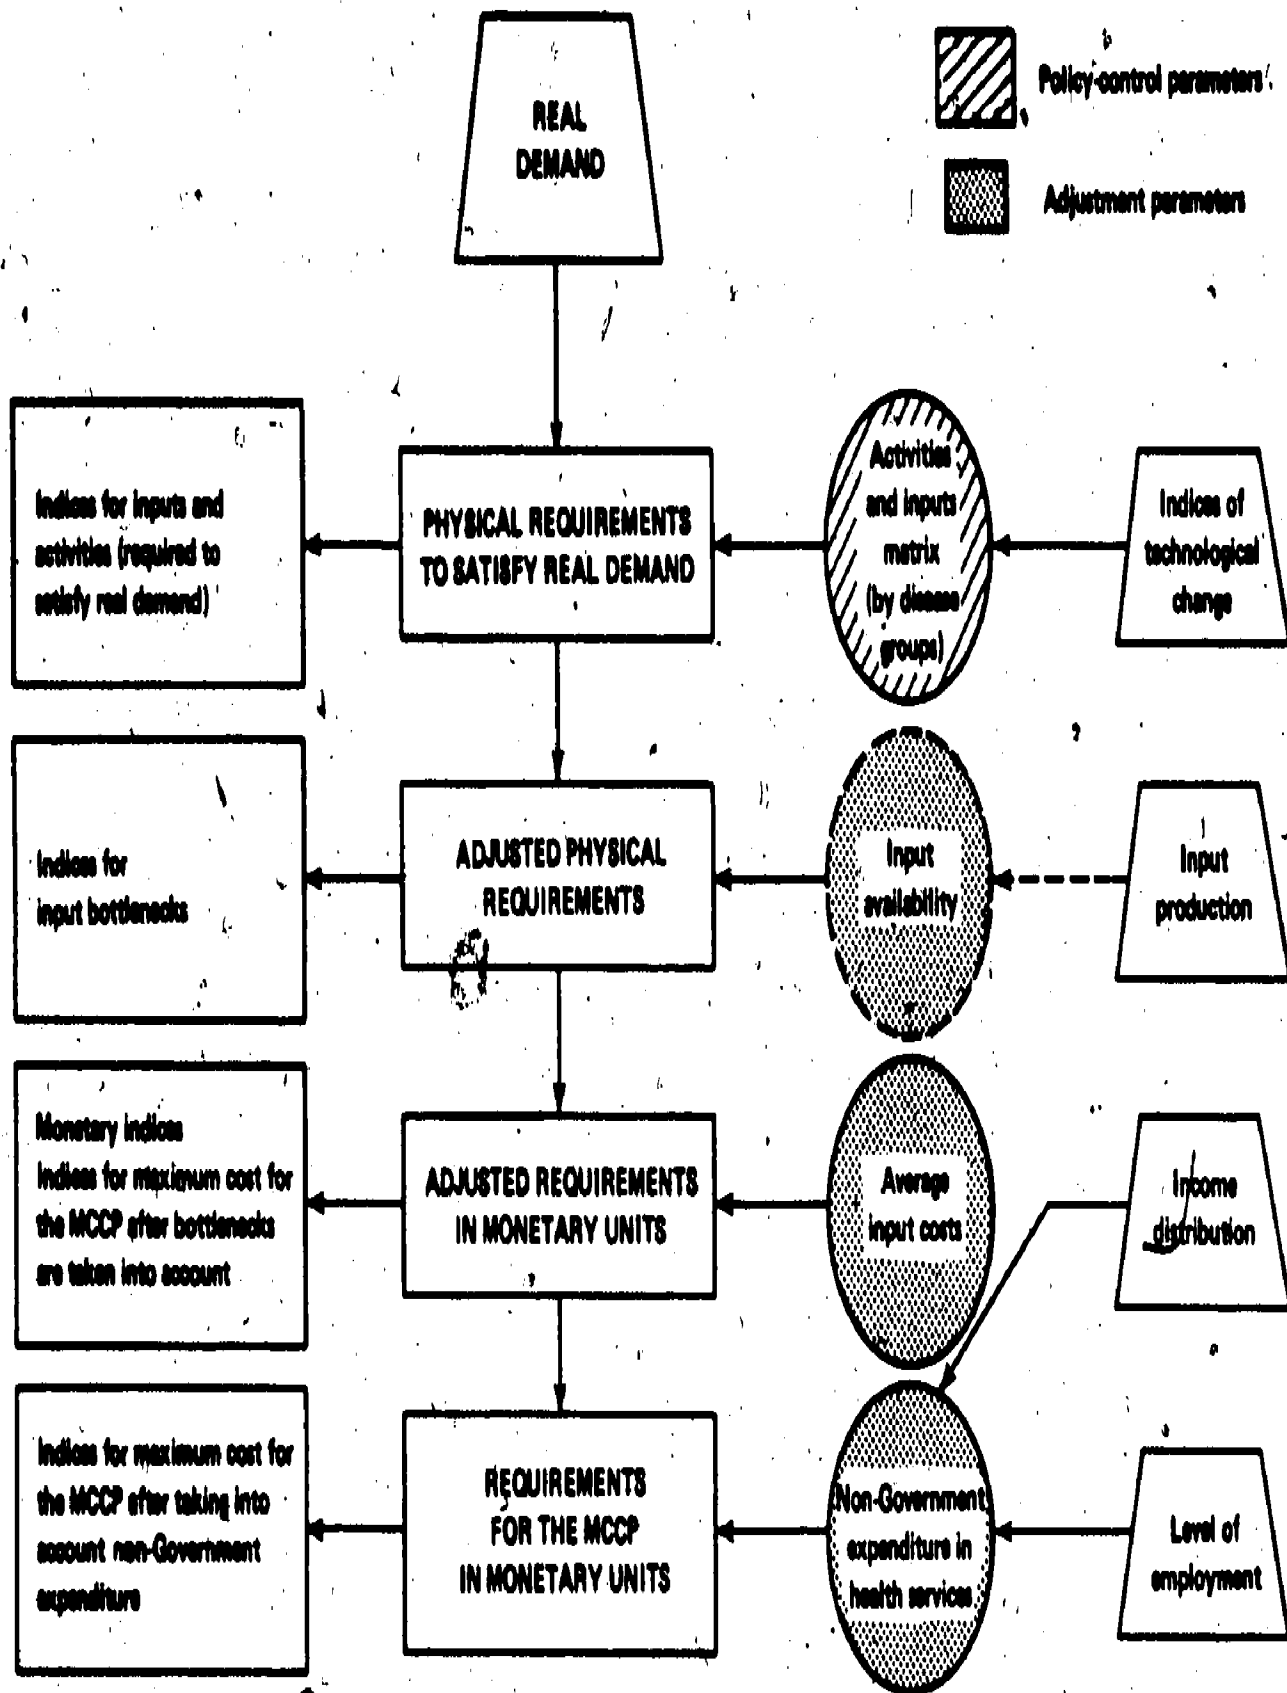 REAL
DEMAND
Policy-control parameters
Adjustment parameters
Indices for inputs and
activities (required to
satisfy real demand)
PHYSICAL REQUIREMENTS
TO SATISFY REAL DEMAND
Activities
and inputs
matrix
(by disease
groups)
Indices of
technological
change
Indices for
input bottlenecks
ADJUSTED PHYSICAL
REQUIREMENTS
Input
availability
Input
production
Monetary indices
Indices for maximum cost for
the MCCP after bottlenecks
are taken into account
ADJUSTED REQUIREMENTS
IN MONETARY UNITS
Average
input costs
Income
distribution
Indices for maximum cost for
the MCCP after taking into
account non-Government
expenditure
REQUIREMENTS
FOR THE MCCP
IN MONETARY UNITS
Non-Government
expenditure in
health services
Level of
employment